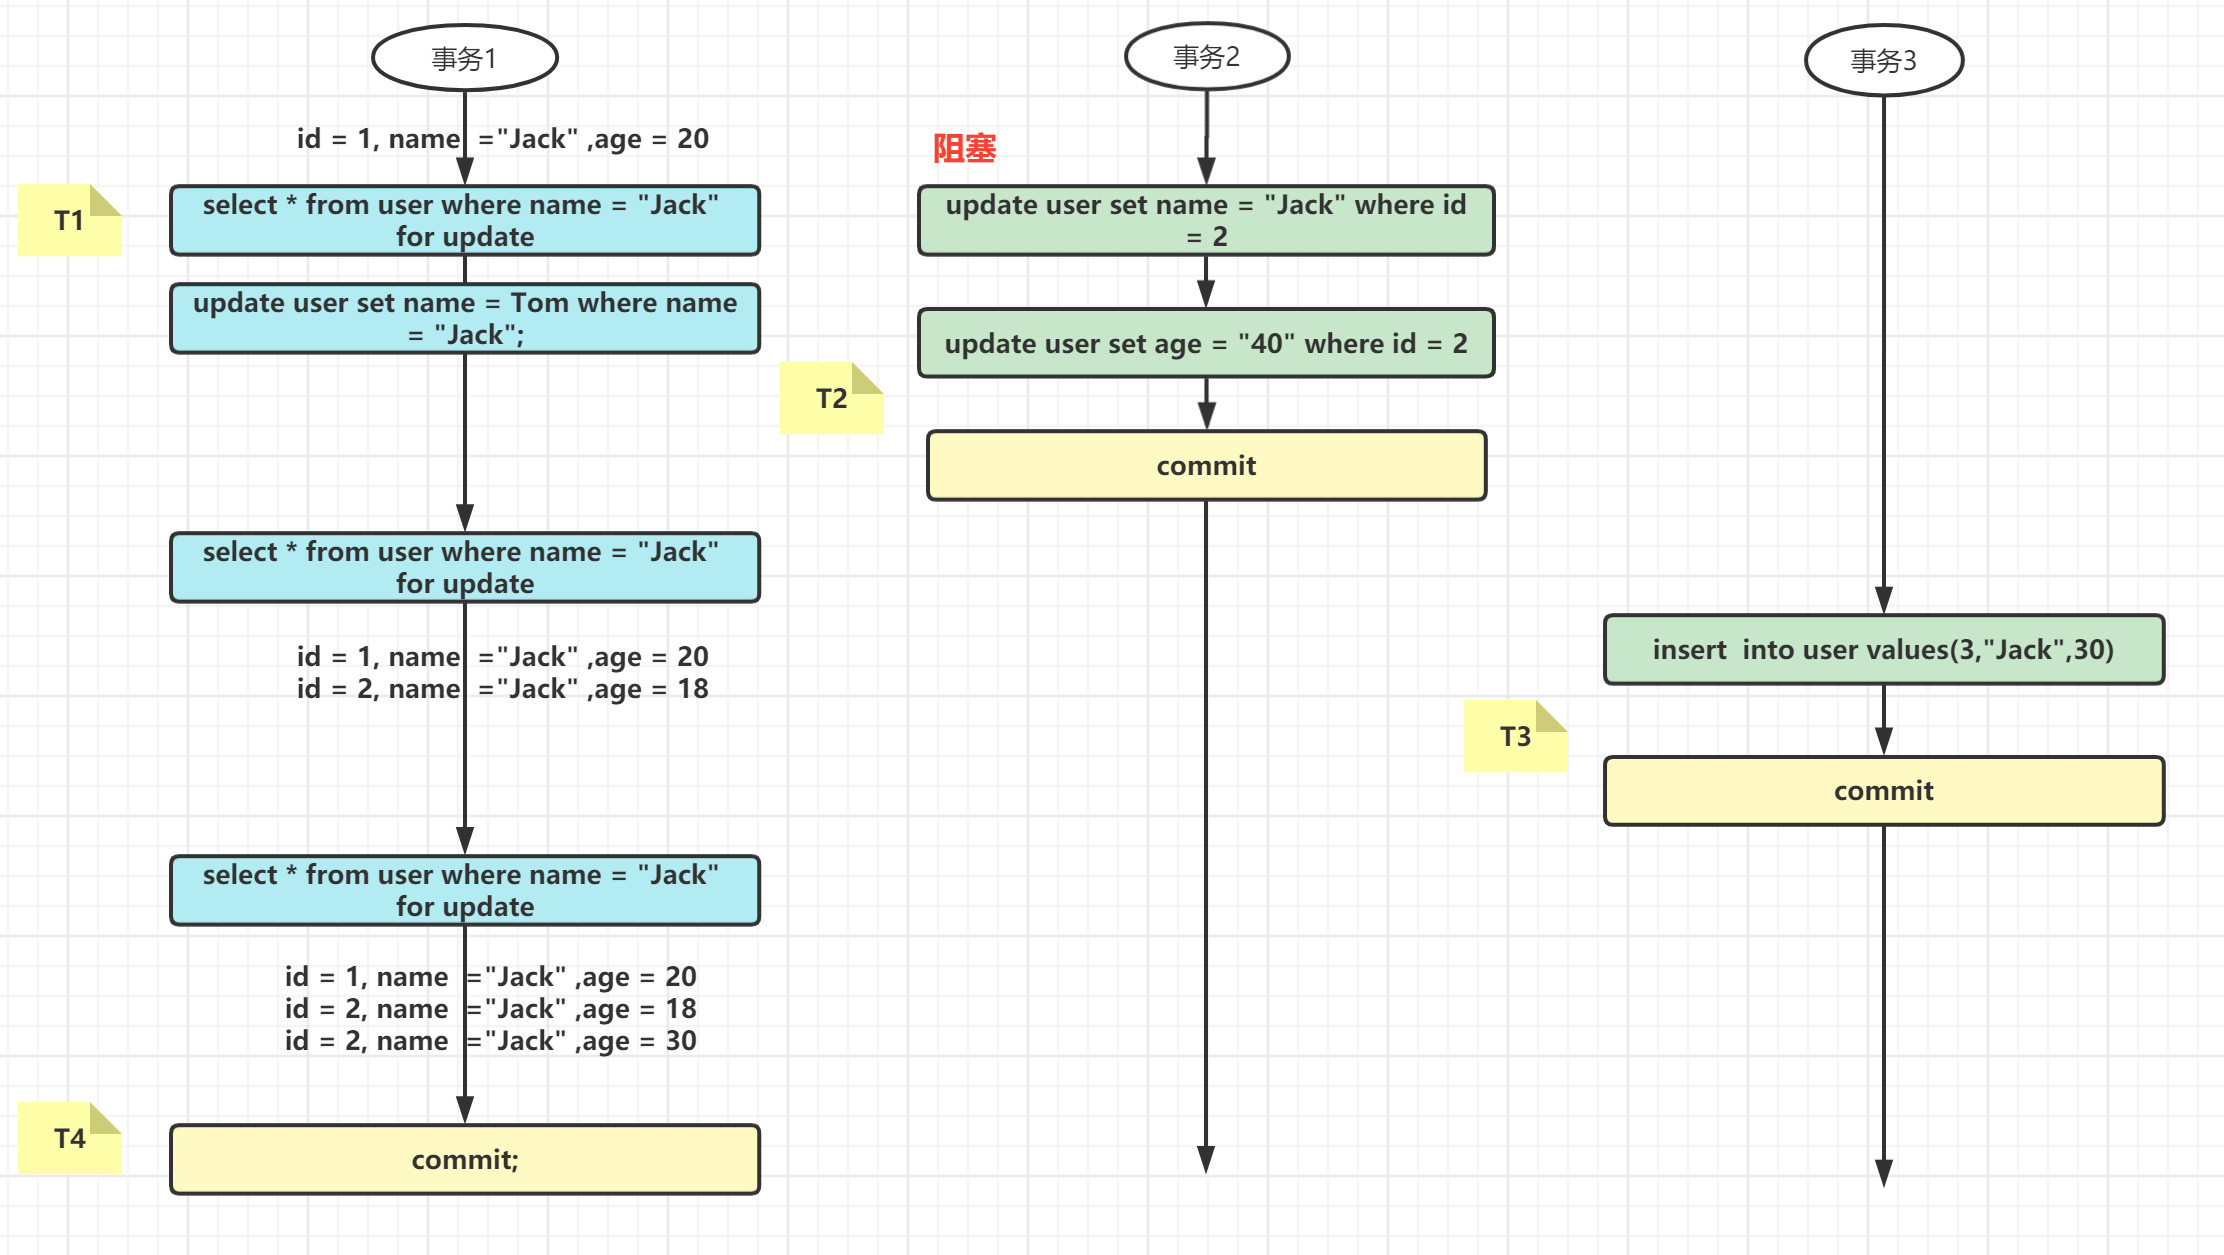 事务1
事务2
事务3
id = 1, name  ="Jack" ,age = 20
阻塞
T1
select * from user where name = "Jack"
for update
update user set name = "Jack" where id
= 2
update user set name = Tom where name
= "Jack";
update user set age = "40" where id = 2
T2
commit
select * from user where name = "Jack"
for update
id = 1, name  ="Jack" ,age = 20
id = 2, name  ="Jack" ,age = 18
insert  into user values(3,"Jack",30)
T3
commit
select * from user where name = "Jack"
for update
id = 1, name  ="Jack" ,age = 20
id = 2, name  ="Jack" ,age = 18
id = 2, name  ="Jack" ,age = 30
T4
commit;